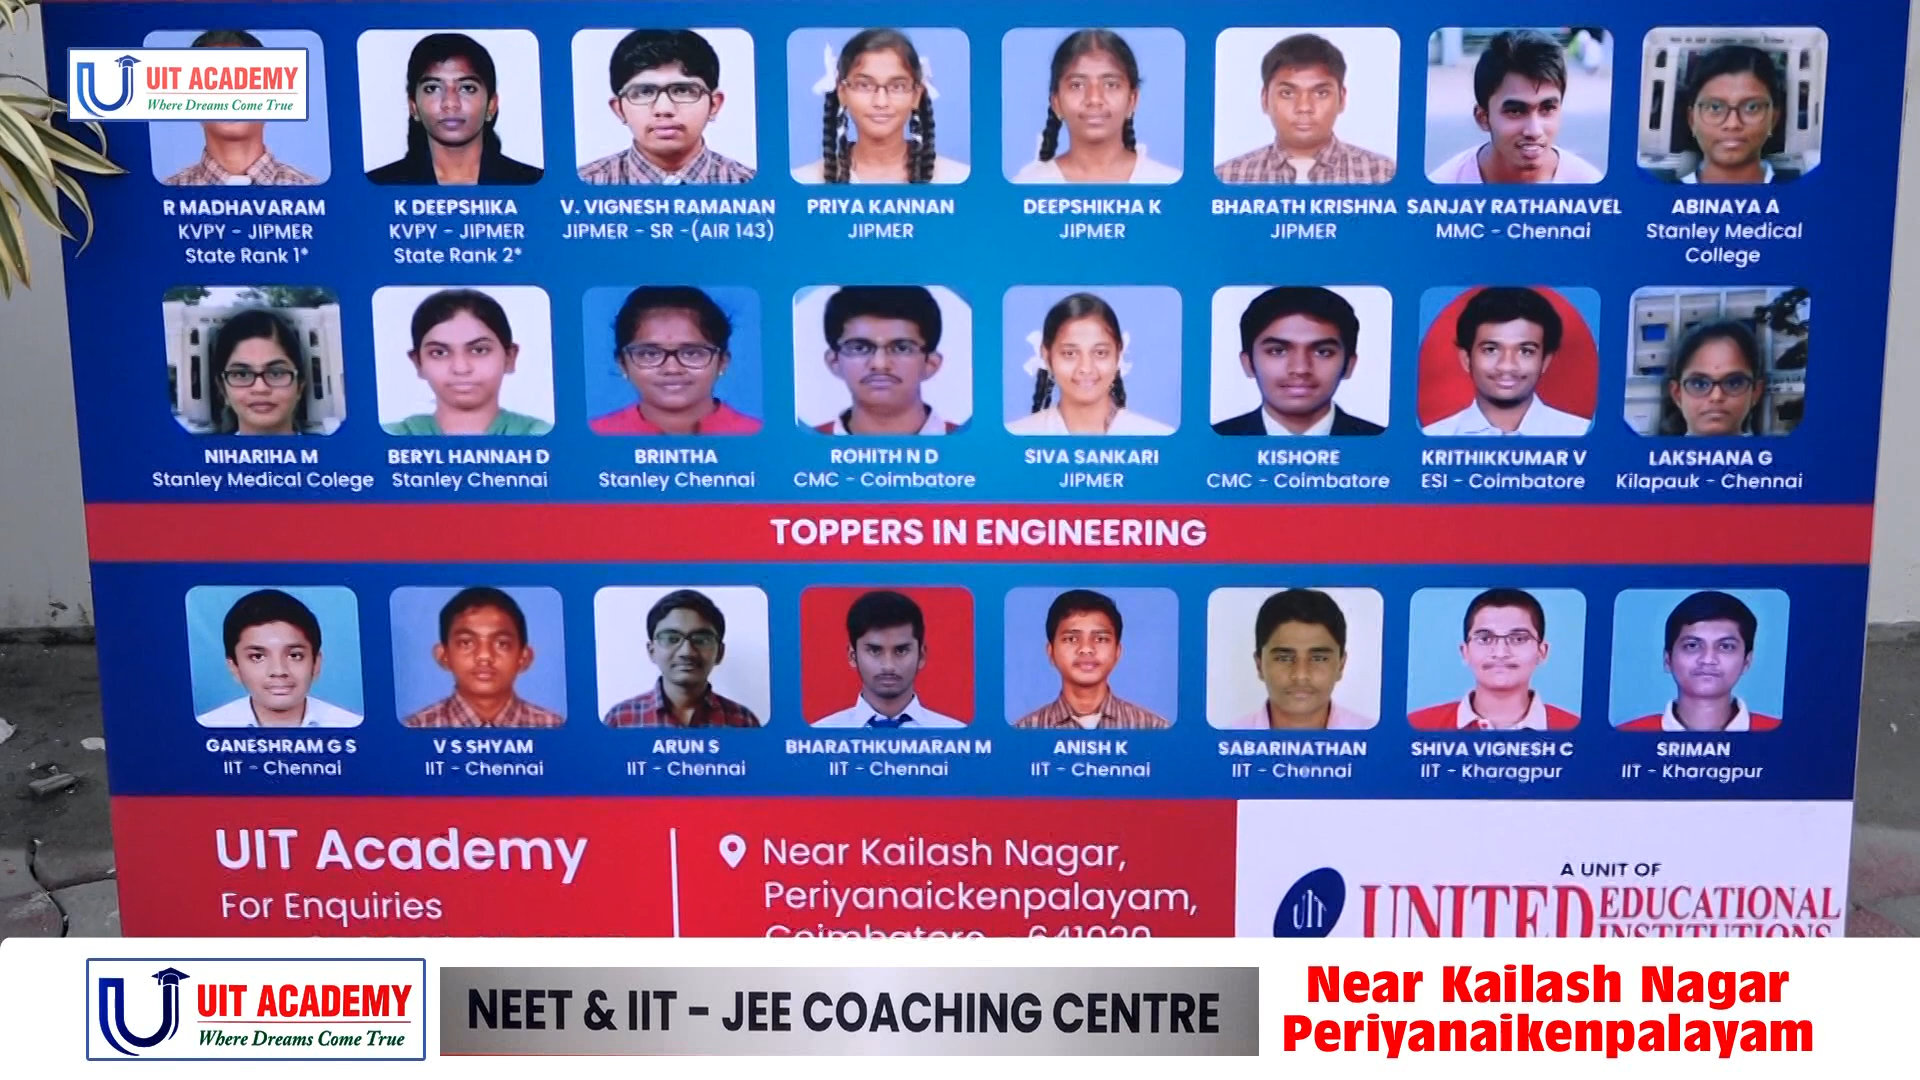 UIT ACADEMY
Where Dreams Come True
R MADHAVARAM
KVPY - JIPMER
State Rank 1*
K DEEPSHIKA
KVPY - JIPMER
State Rank 2*
V. VIGNESH RAMANAN
JIPMER - SR -(AIR 143)
PRIYA KANNAN
JIPMER
DEEPSHIKHA K
JIPMER
BHARATH KRISHNA
JIPMER
SANJAY RATHANAVEL
MMC - Chennai
ABINAYA A
Stanley Medical
College
NIHARIHA M
Stanley Medical Colege
BERYL HANNAH D
Stanley Chennai
BRINTHA
Stanley Chennai
ROHITH N D
CMC - Coimbatore
SIVA SANKARI
JIPMER
KISHORE
CMC - Coimbatore
KRITHIKKUMAR V
ESI - Coimbatore
LAKSHANA G
Kilapauk - Chennai
TOPPERS IN ENGINEERING
GANESHRAM G S
IIT - Chennai
V S SHYAM
IIT - Chennai
ARUN S
IIT - Chennai
BHARATHKUMARAN M
IIT - Chennai
ANISH K
IIT - Chennai
SABARINATHAN
IIT - Chennai
SHIVA VIGNESH C
IIT - Kharagpur
SRIMAN
IIT - Kharagpur
UIT Academy
For Enquiries
Near Kailash Nagar,
Periyanaickenpalayam,
Coimbatore - 641020
A UNIT OF
UIT
UNITED EDUCATIONAL
INSTITUTIONS
UIT ACADEMY
Where Dreams Come True
NEET & IIT - JEE COACHING CENTRE
Near Kailash Nagar
Periyanaikenpalayam